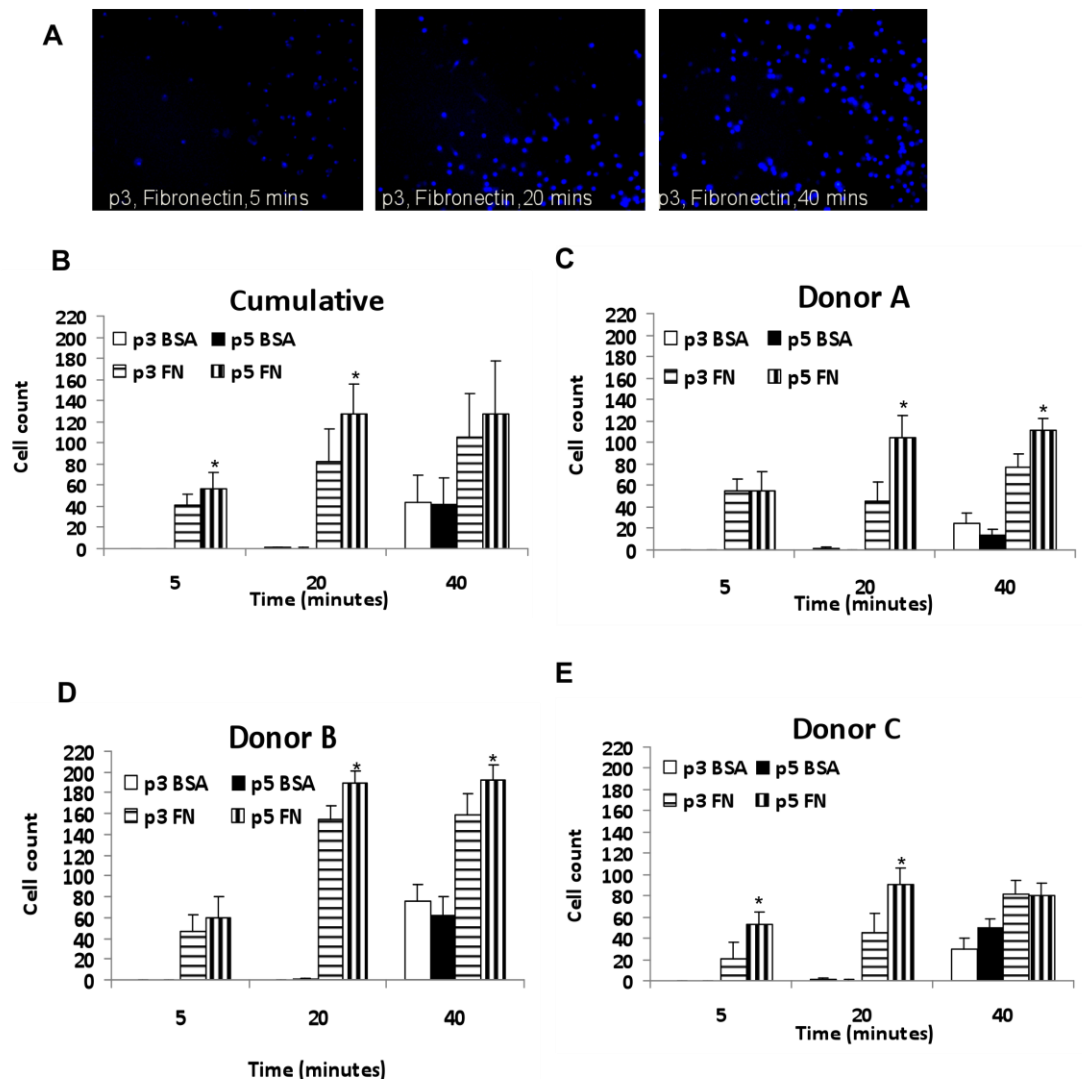 A
p3, Fibronectin,5 mins
p3, Fibronectin,20 mins
p3, Fibronectin,40 mins
B
Cumulative
220
200
180
160
140
120
100
80
60
40
20
0
Cell count
p3 BSA p5 BSA
p3 FN p5 FN
*
*
5 20 40
Time (minutes)
C
Donor A
220
200
180
160
140
120
100
80
60
40
20
0
Cell count
p3 BSA p5 BSA
p3 FN p5 FN
*
*
5 20 40
Time (minutes)
D
Donor B
220
200
180
160
140
120
100
80
60
40
20
0
Cell count
p3 BSA p5 BSA
p3 FN p5 FN
*
*
5 20 40
Time (minutes)
E
Donor C
220
200
180
160
140
120
100
80
60
40
20
0
Cell count
p3 BSA p5 BSA
p3 FN p5 FN
*
*
5 20 40
Time (minutes)